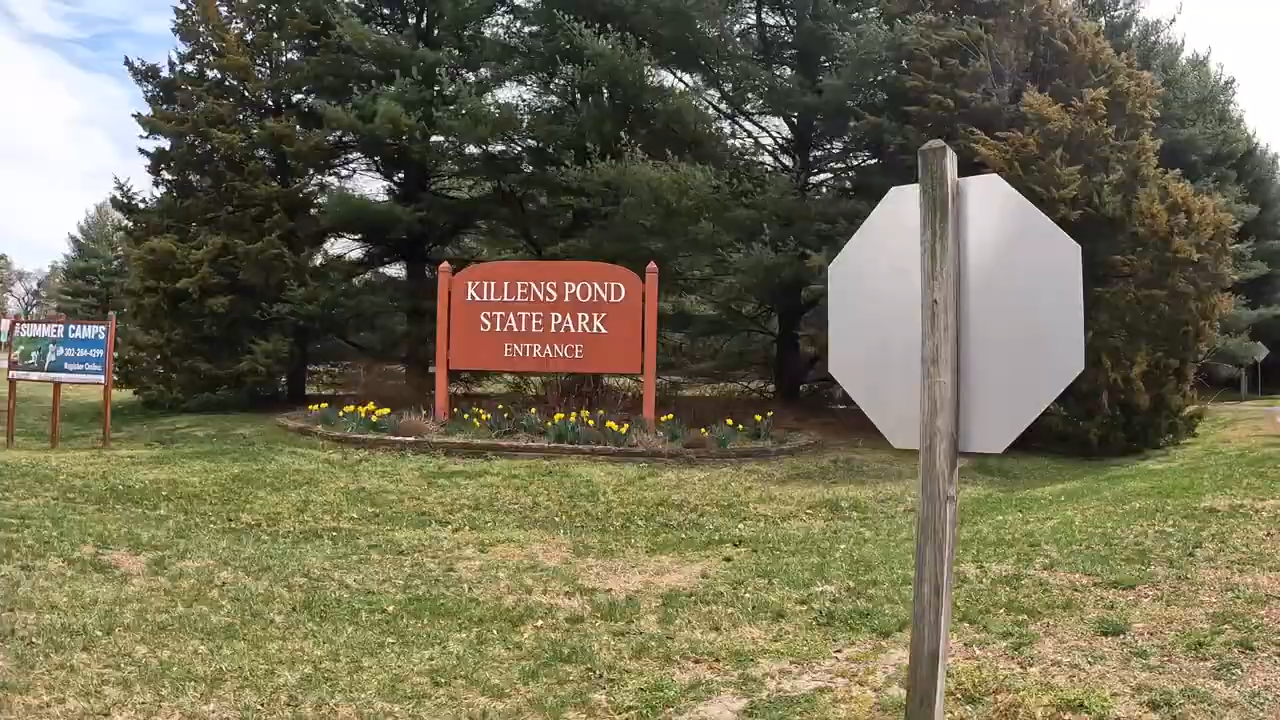 SUMMER CAMPS
302-284-4299
Register Online
KILLENS POND
STATE PARK
ENTRANCE